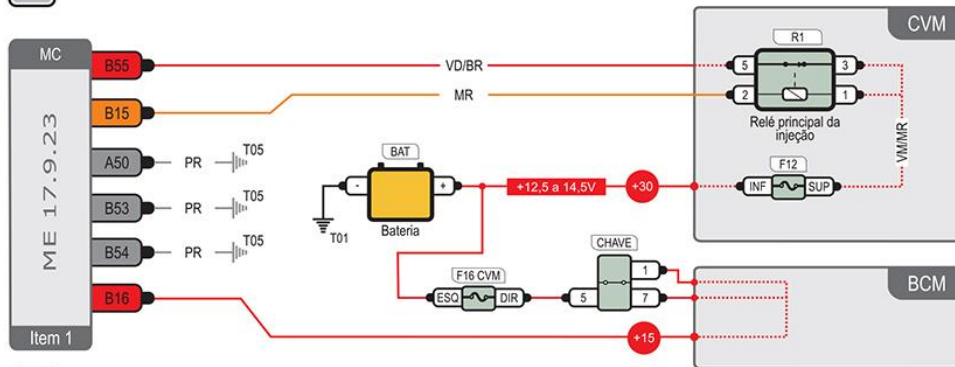 CVM
MC
R1
B55
VD/BR
5
3
B15
MR
2
1
Relé principal da
injeção
VM/MR
ME 17.9.23
A50
PR
T05
BAT
F12
-
+
+12,5 a 14,5V
+30
INF
SUP
B53
PR
T05
T01
Bateria
B54
PR
T05
CHAVE
F16 CVM
1
BCM
ESQ
DIR
5
7
B16
+15
Item 1